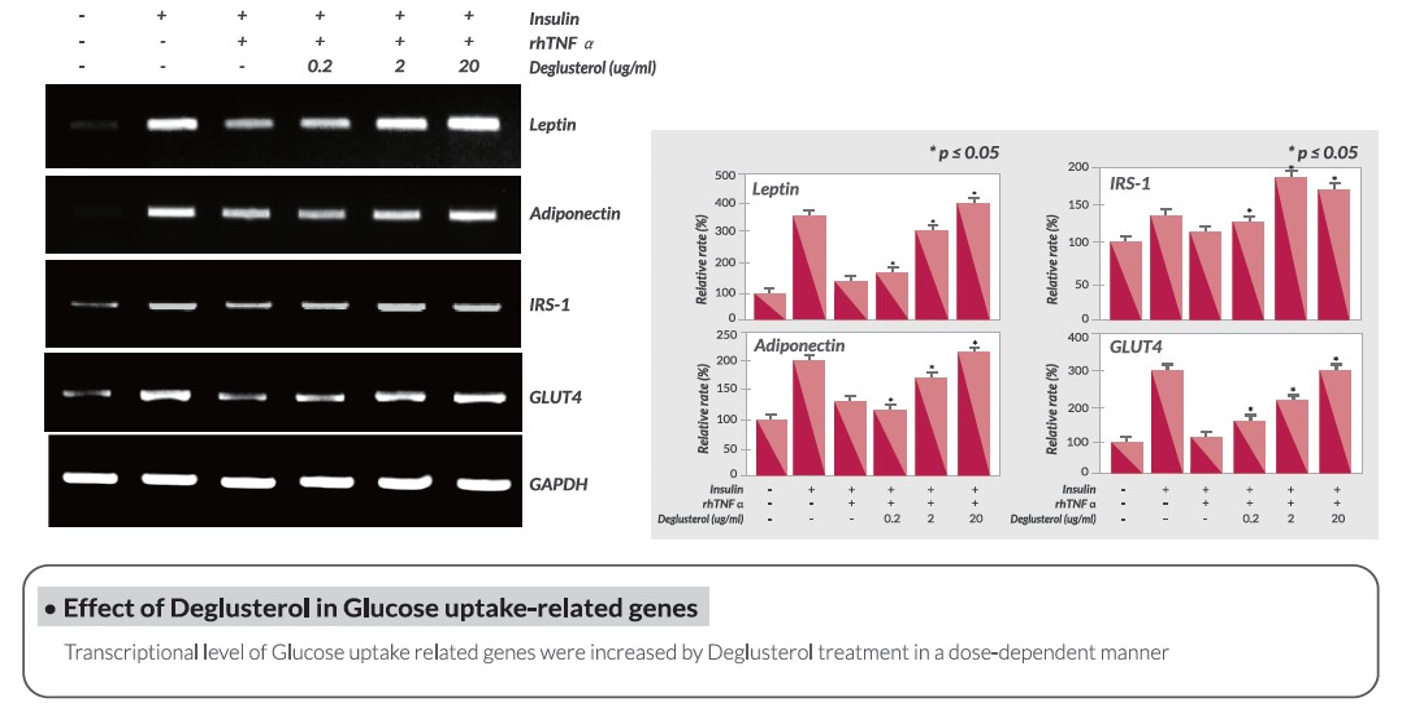 - + + + + + Insulin
- - + + + + rhTNF α
- - - 0.2 2 20 Deglusterol (ug/ml)
Leptin
Adiponectin
IRS-1
GLUT4
GAPDH
* p ≤ 0.05
Leptin
Relative rate (%)
500
400
300
200
100
0
* * *
* p ≤ 0.05
IRS-1
Relative rate (%)
200
150
100
50
0
* * *
Adiponectin
Relative rate (%)
250
200
150
100
50
0
* * *
GLUT4
Relative rate (%)
400
300
200
100
0
* * *
Insulin - + + + + +
rhTNF α - - + + + +
Deglusterol (ug/ml) - - - 0.2 2 20
Insulin - + + + + +
rhTNF α - - + + + +
Deglusterol (ug/ml) - - - 0.2 2 20
• Effect of Deglusterol in Glucose uptake-related genes
Transcriptional level of Glucose uptake related genes were increased by Deglusterol treatment in a dose-dependent manner